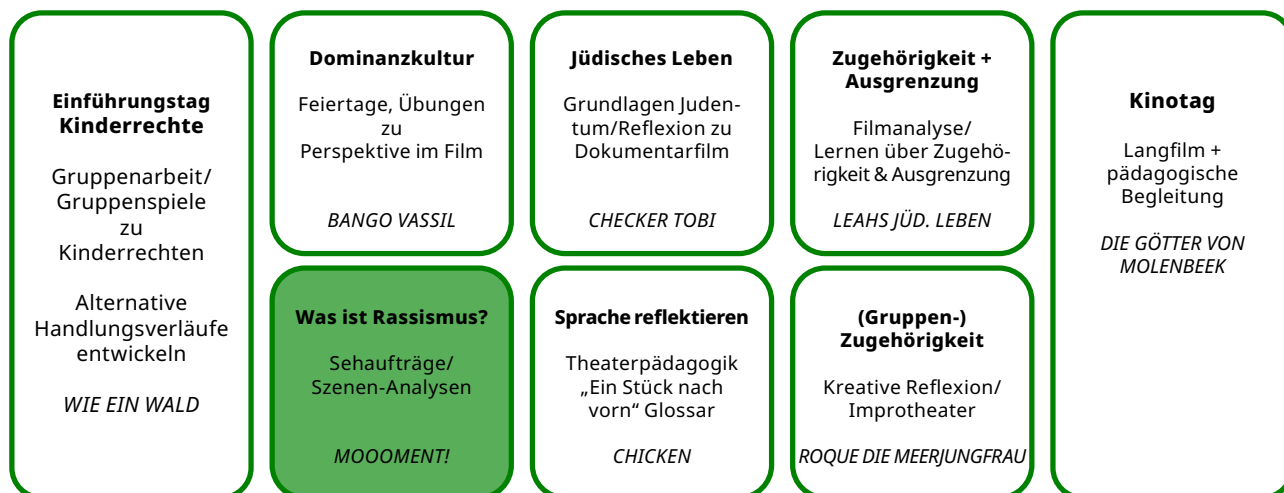 Einführungstag
Kinderrechte
Gruppenarbeit/
Gruppenspiele
zu
Kinderrechten
Alternative
Handlungsverläufe
entwickeln
WIE EIN WALD
Dominanzkultur
Feiertage, Übungen
zu
Perspektive im Film
BANGO VASSIL
Was ist Rassismus?
Sehaufträge/
Szenen-Analysen
MOOOMENT!
Jüdisches Leben
Grundlagen Juden-
tum/Reflexion zu
Dokumentarfilm
CHECKER TOBI
Sprache reflektieren
Theaterpädagogik
„Ein Stück nach
vorn“ Glossar
CHICKEN
Zugehörigkeit +
Ausgrenzung
Filmanalyse/
Lernen über Zugehö-
rigkeit & Ausgrenzung
LEAHS JÜD. LEBEN
(Gruppen-)
Zugehörigkeit
Kreative Reflexion/
Improtheater
ROQUE DIE MEERJUNGFRAU
Kinotag
Langfilm +
pädagogische
Begleitung
DIE GÖTTER VON
MOLENBEEK